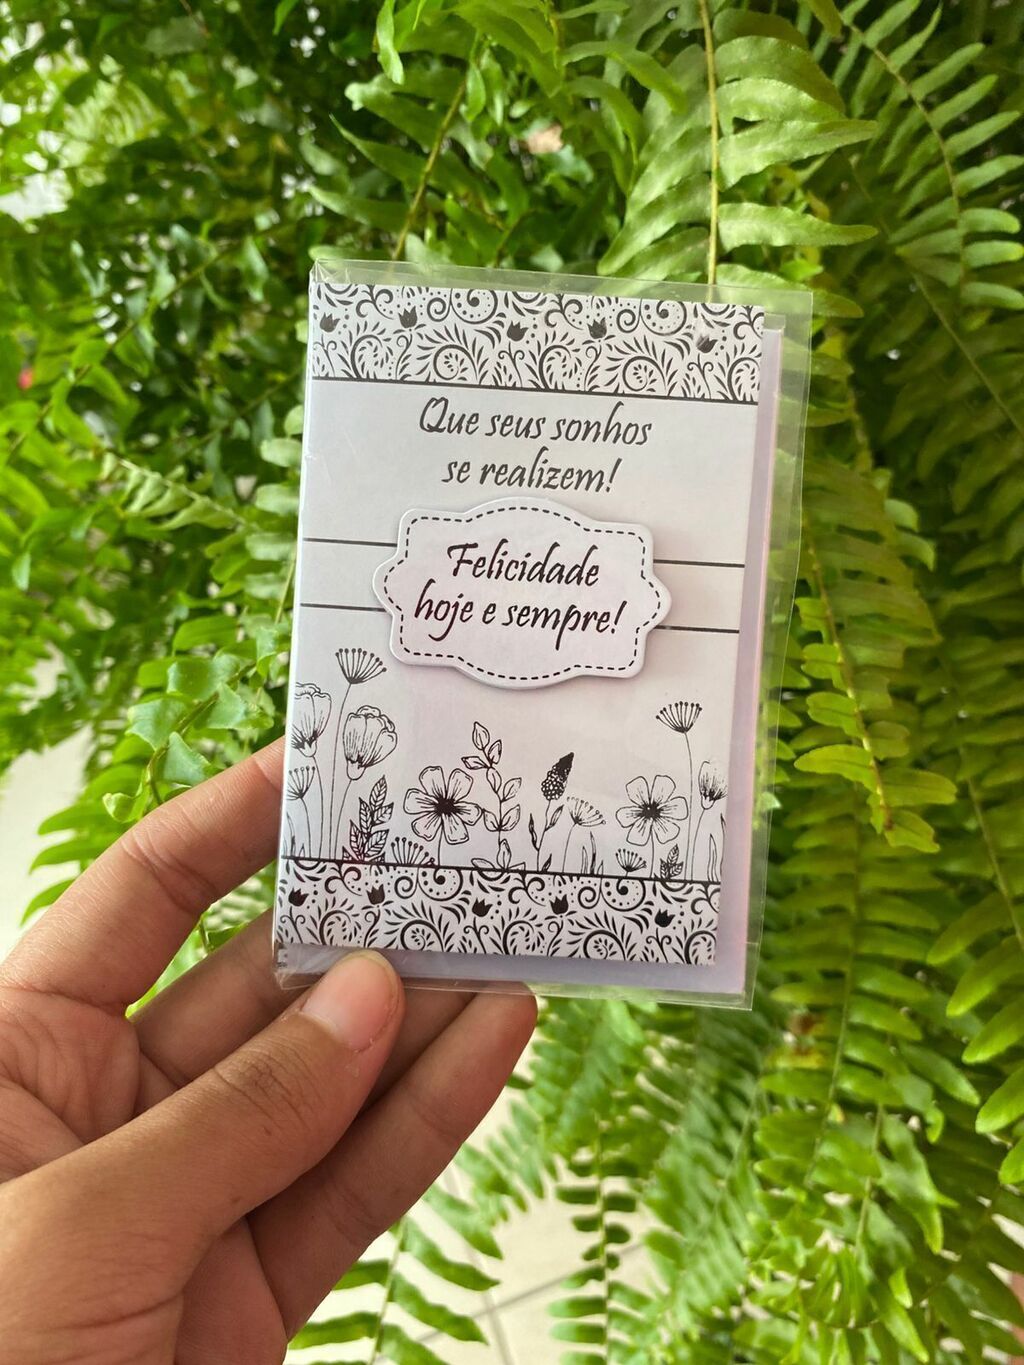 Que seus sonhos
se realizem!
Felicidade
hoje e sempre!